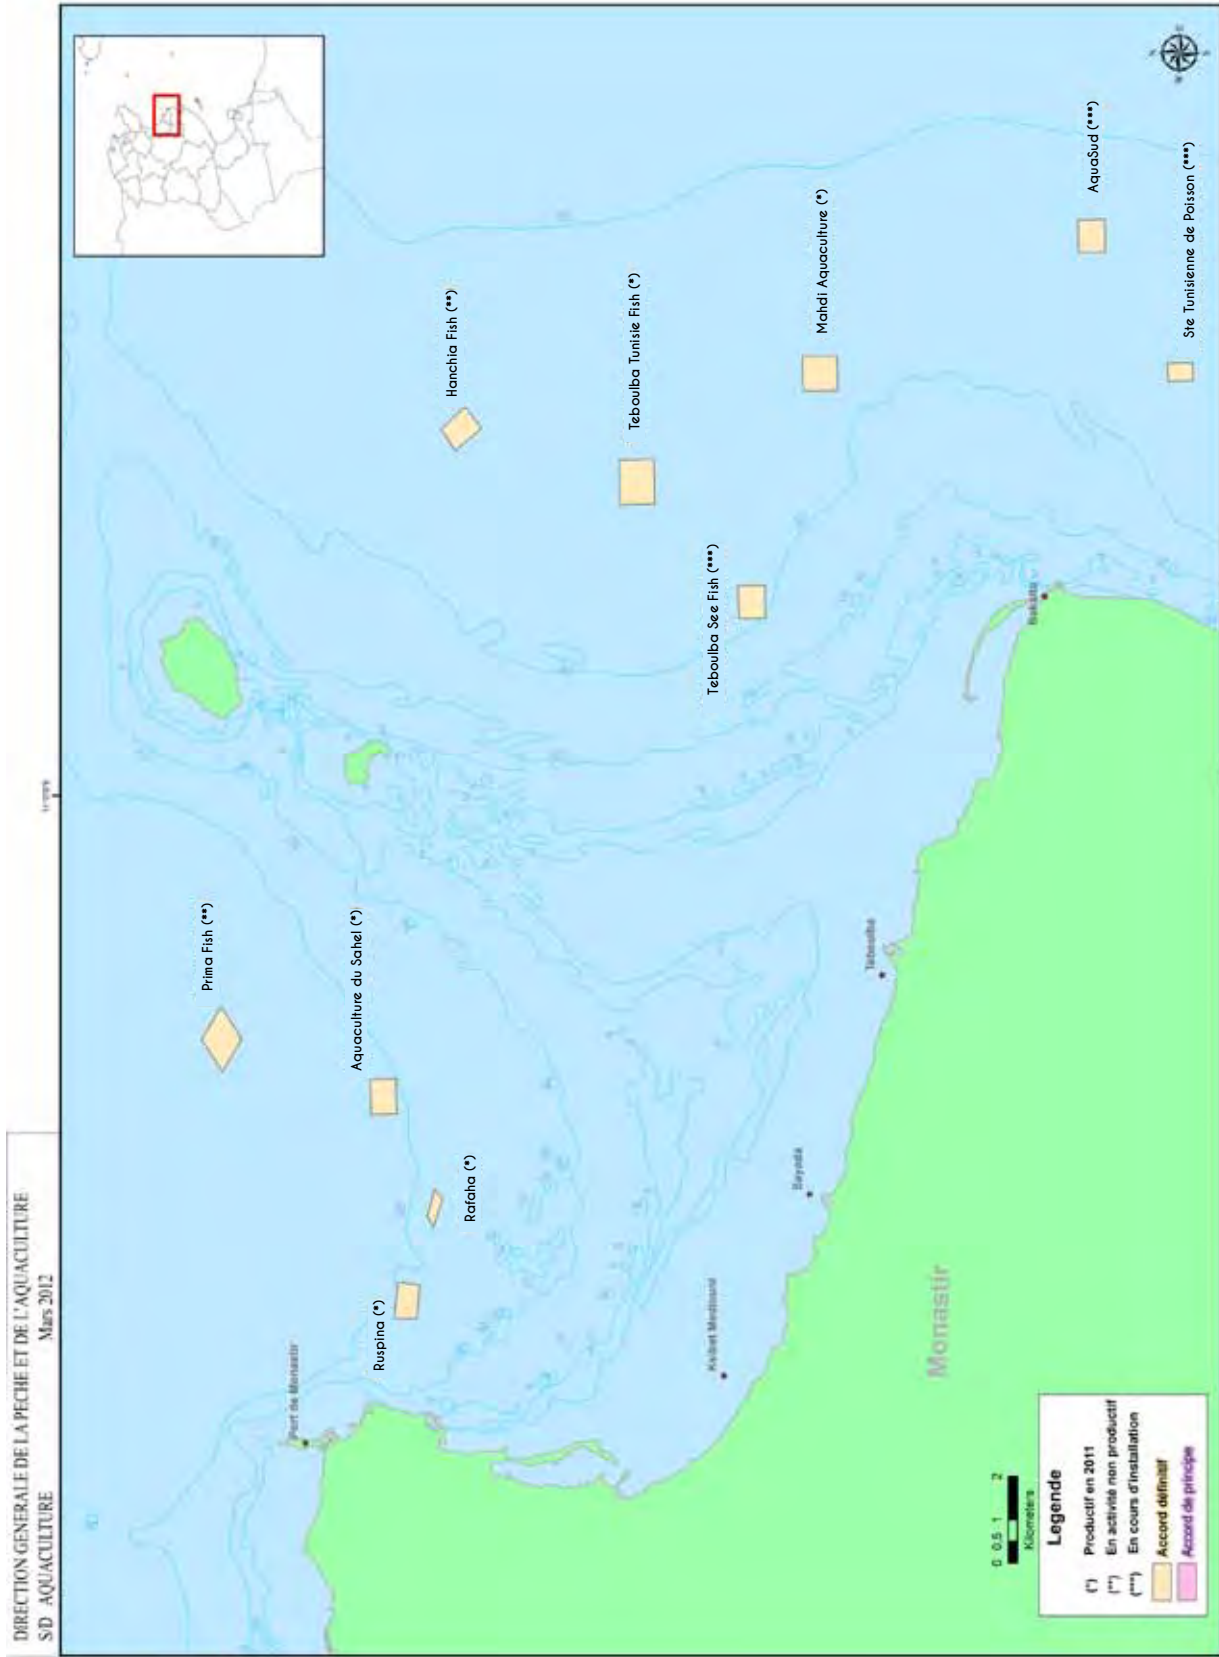 DIRECTION GENERALE DE LA PECHE ET DE L'AQUACULTURE
S/D AQUACULTURE Mars 2012
Prima Fish (**)
Aquaculture du Sahel (*)
Rafaha (*)
Ruspina (*)
Port de Monastir
Hanchia Fish (**)
Teboulba Tunisie Fish (*)
Teboulba See Fish (***)
Mahdi Aquaculture (*)
AquaSud (***)
Ste Tunisienne de Poisson (***)
Ksibet Mediouni
Sayada
Teboulba
Bekalta
Monastir
0 0.5 1 2
Kilometers
Legende
(*) Productif en 2011
(**) En activité non productif
(***) En cours d'installation
Accord définitif
Accord de principe